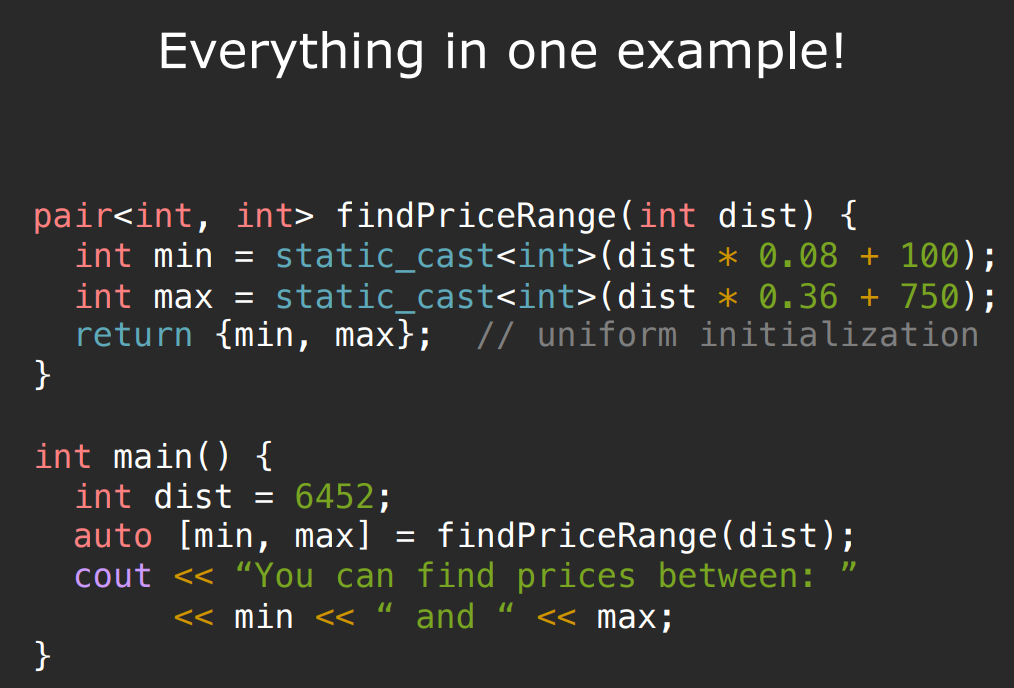 Everything in one example!
pair<int, int> findPriceRange(int dist) {
  int min = static_cast<int>(dist * 0.08 + 100);
  int max = static_cast<int>(dist * 0.36 + 750);
  return {min, max};  // uniform initialization
}
int main() {
  int dist = 6452;
  auto [min, max] = findPriceRange(dist);
  cout << “You can find prices between: ”
       << min << “ and “ << max;
}